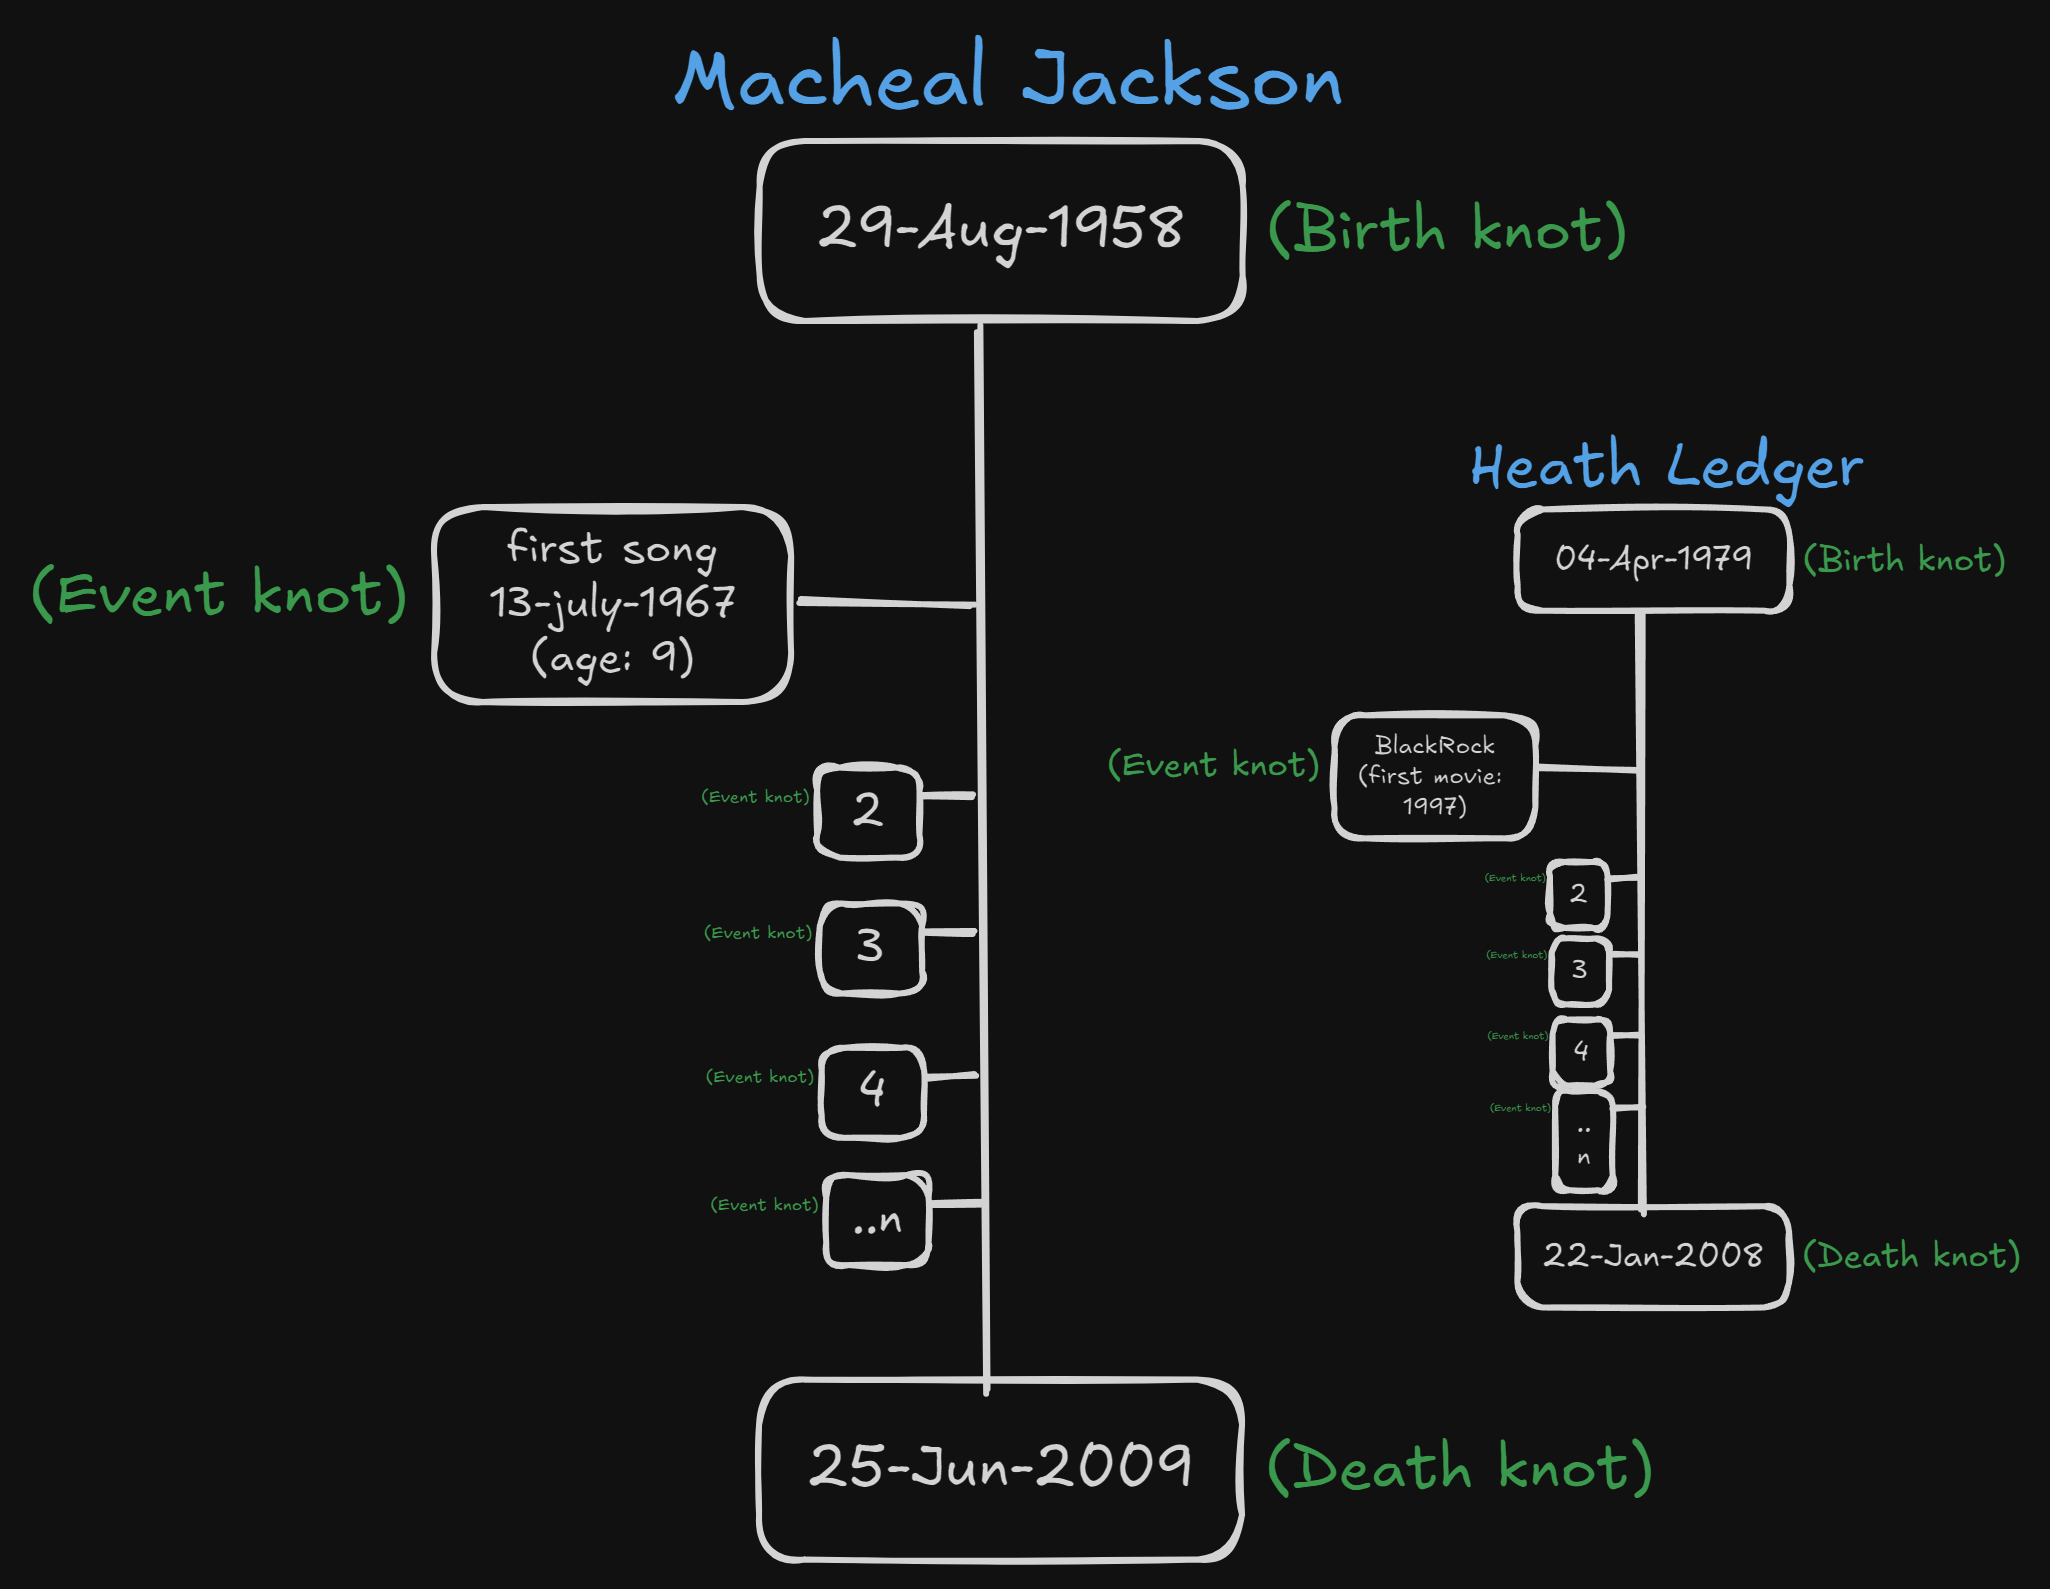 Macheal Jackson
29-Aug-1958
(Birth knot)
(Event knot)
first song
13-july-1967
(age: 9)
(Event knot)
2
(Event knot)
3
(Event knot)
4
(Event knot)
..n
25-Jun-2009
(Death knot)
Heath Ledger
04-Apr-1979
(Birth knot)
(Event knot)
BlackRock
(first movie:
1997)
(Event knot)
2
(Event knot)
3
(Event knot)
4
(Event knot)
..
n
22-Jan-2008
(Death knot)